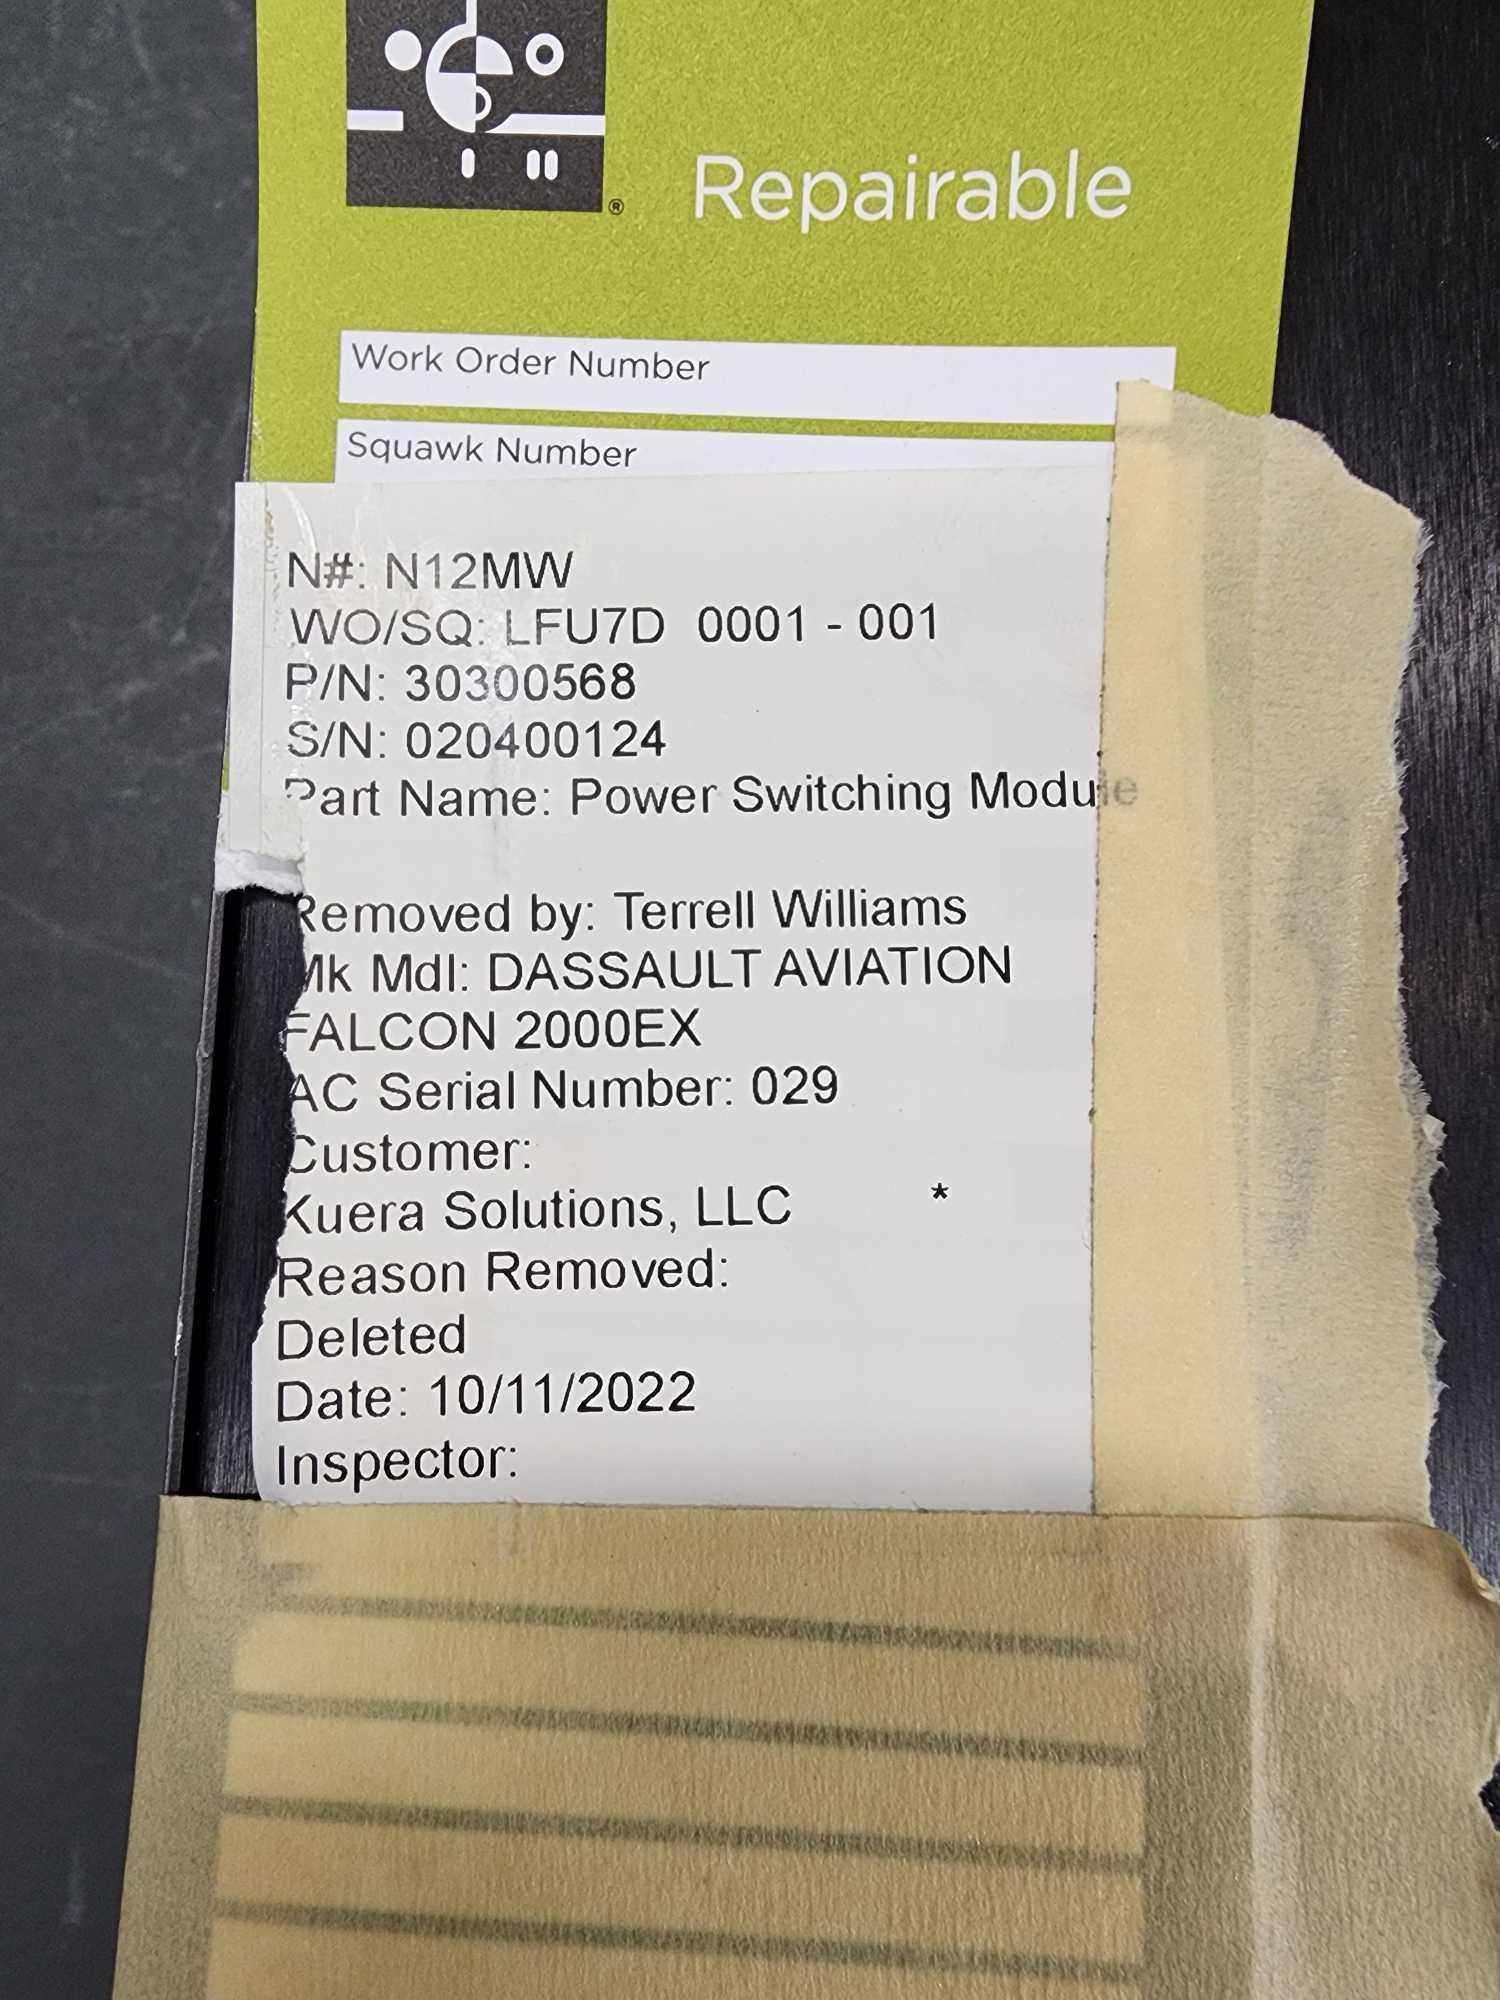 ®
Repairable
Work Order Number
Squawk Number
N#: N12MW
WO/SQ: LFU7D 0001 - 001
P/N: 30300568
S/N: 020400124
Part Name: Power Switching Module
Removed by: Terrell Williams
Mk Mdl: DASSAULT AVIATION
FALCON 2000EX
AC Serial Number: 029
Customer:
Kuera Solutions, LLC *
Reason Removed:
Deleted
Date: 10/11/2022
Inspector: